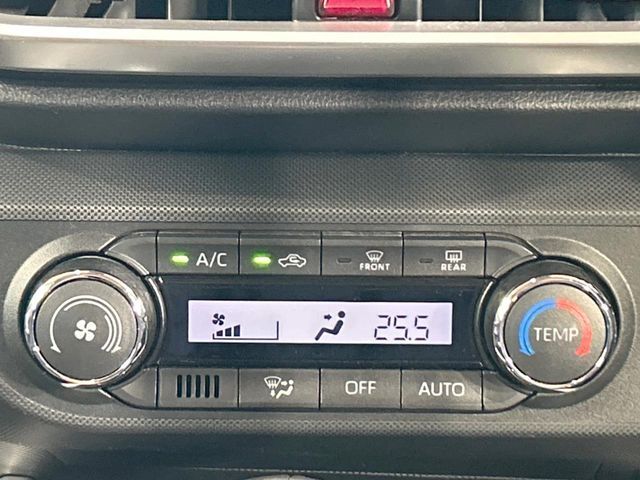 A/C
FRONT
REAR
25.5
TEMP
OFF
AUTO